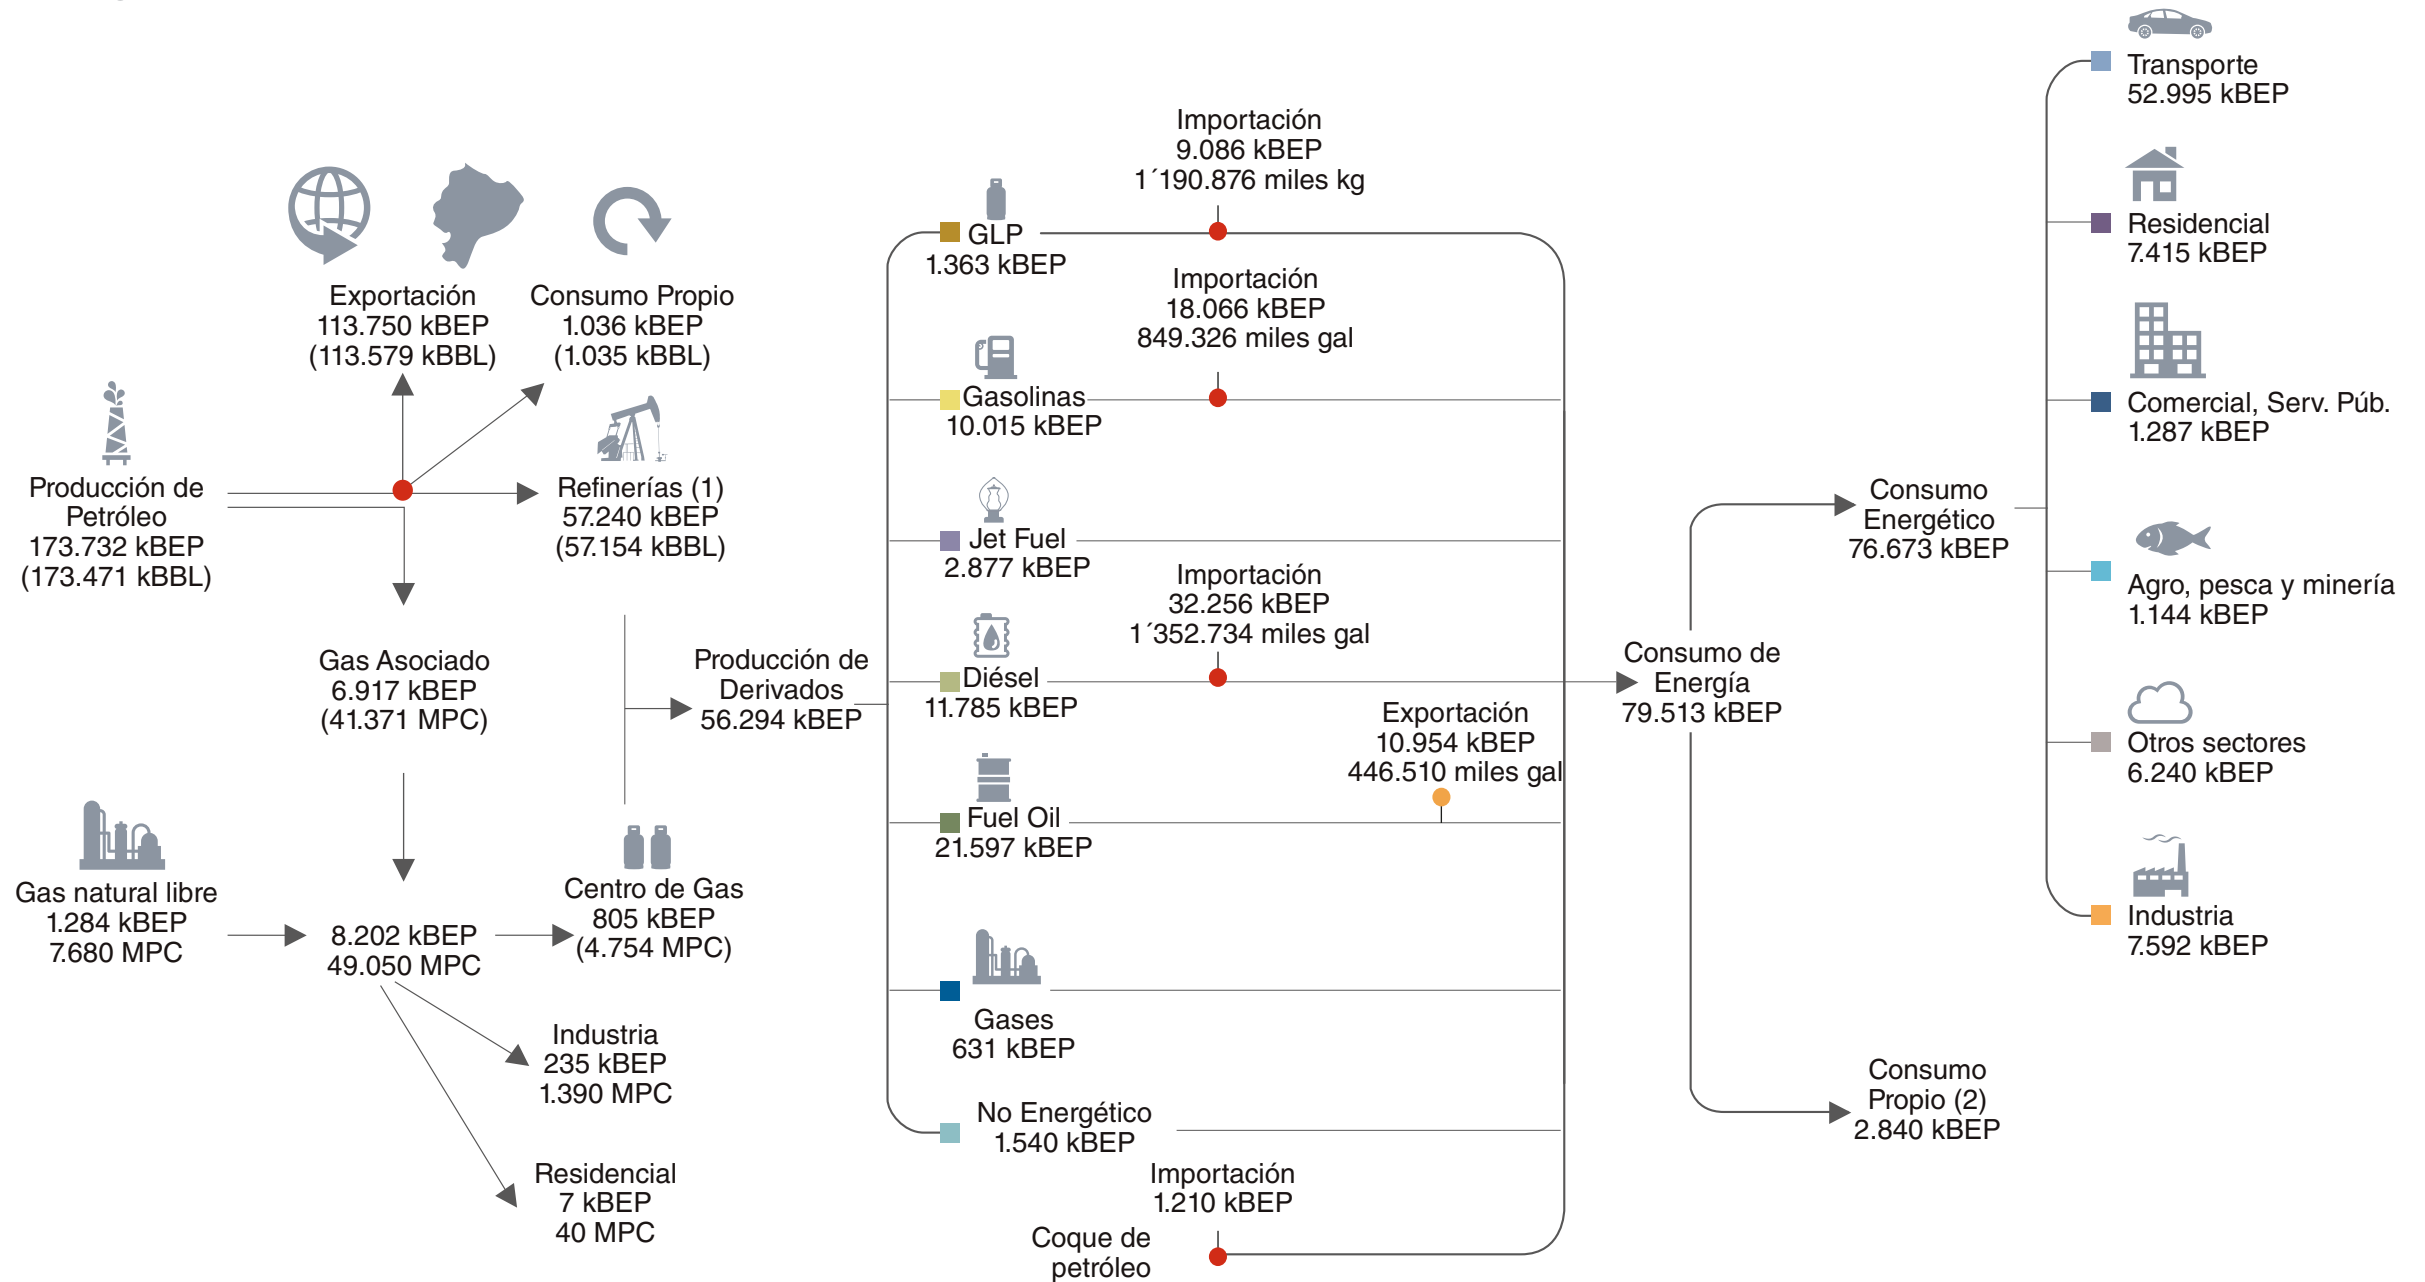 Exportación
113.750 kBEP
(113.579 kBBL)
Consumo Propio
1.036 kBEP
(1.035 kBBL)
Producción de
Petróleo
173.732 kBEP
(173.471 kBBL)
Refinerías (1)
57.240 kBEP
(57.154 kBBL)
Gas Asociado
6.917 kBEP
(41.371 MPC)
Gas natural libre
1.284 kBEP
7.680 MPC
8.202 kBEP
49.050 MPC
Centro de Gas
805 kBEP
(4.754 MPC)
Industria
235 kBEP
1.390 MPC
Residencial
7 kBEP
40 MPC
Producción de
Derivados
56.294 kBEP
GLP
1.363 kBEP
Importación
9.086 kBEP
1´190.876 miles kg
Gasolinas
10.015 kBEP
Importación
18.066 kBEP
849.326 miles gal
Jet Fuel
2.877 kBEP
Diésel
11.785 kBEP
Importación
32.256 kBEP
1´352.734 miles gal
Fuel Oil
21.597 kBEP
Exportación
10.954 kBEP
446.510 miles gal
Gases
631 kBEP
No Energético
1.540 kBEP
Importación
1.210 kBEP
Coque de
petróleo
Consumo de
Energía
79.513 kBEP
Consumo
Energético
76.673 kBEP
Consumo
Propio (2)
2.840 kBEP
Transporte
52.995 kBEP
Residencial
7.415 kBEP
Comercial, Serv. Púb.
1.287 kBEP
Agro, pesca y minería
1.144 kBEP
Otros sectores
6.240 kBEP
Industria
7.592 kBEP